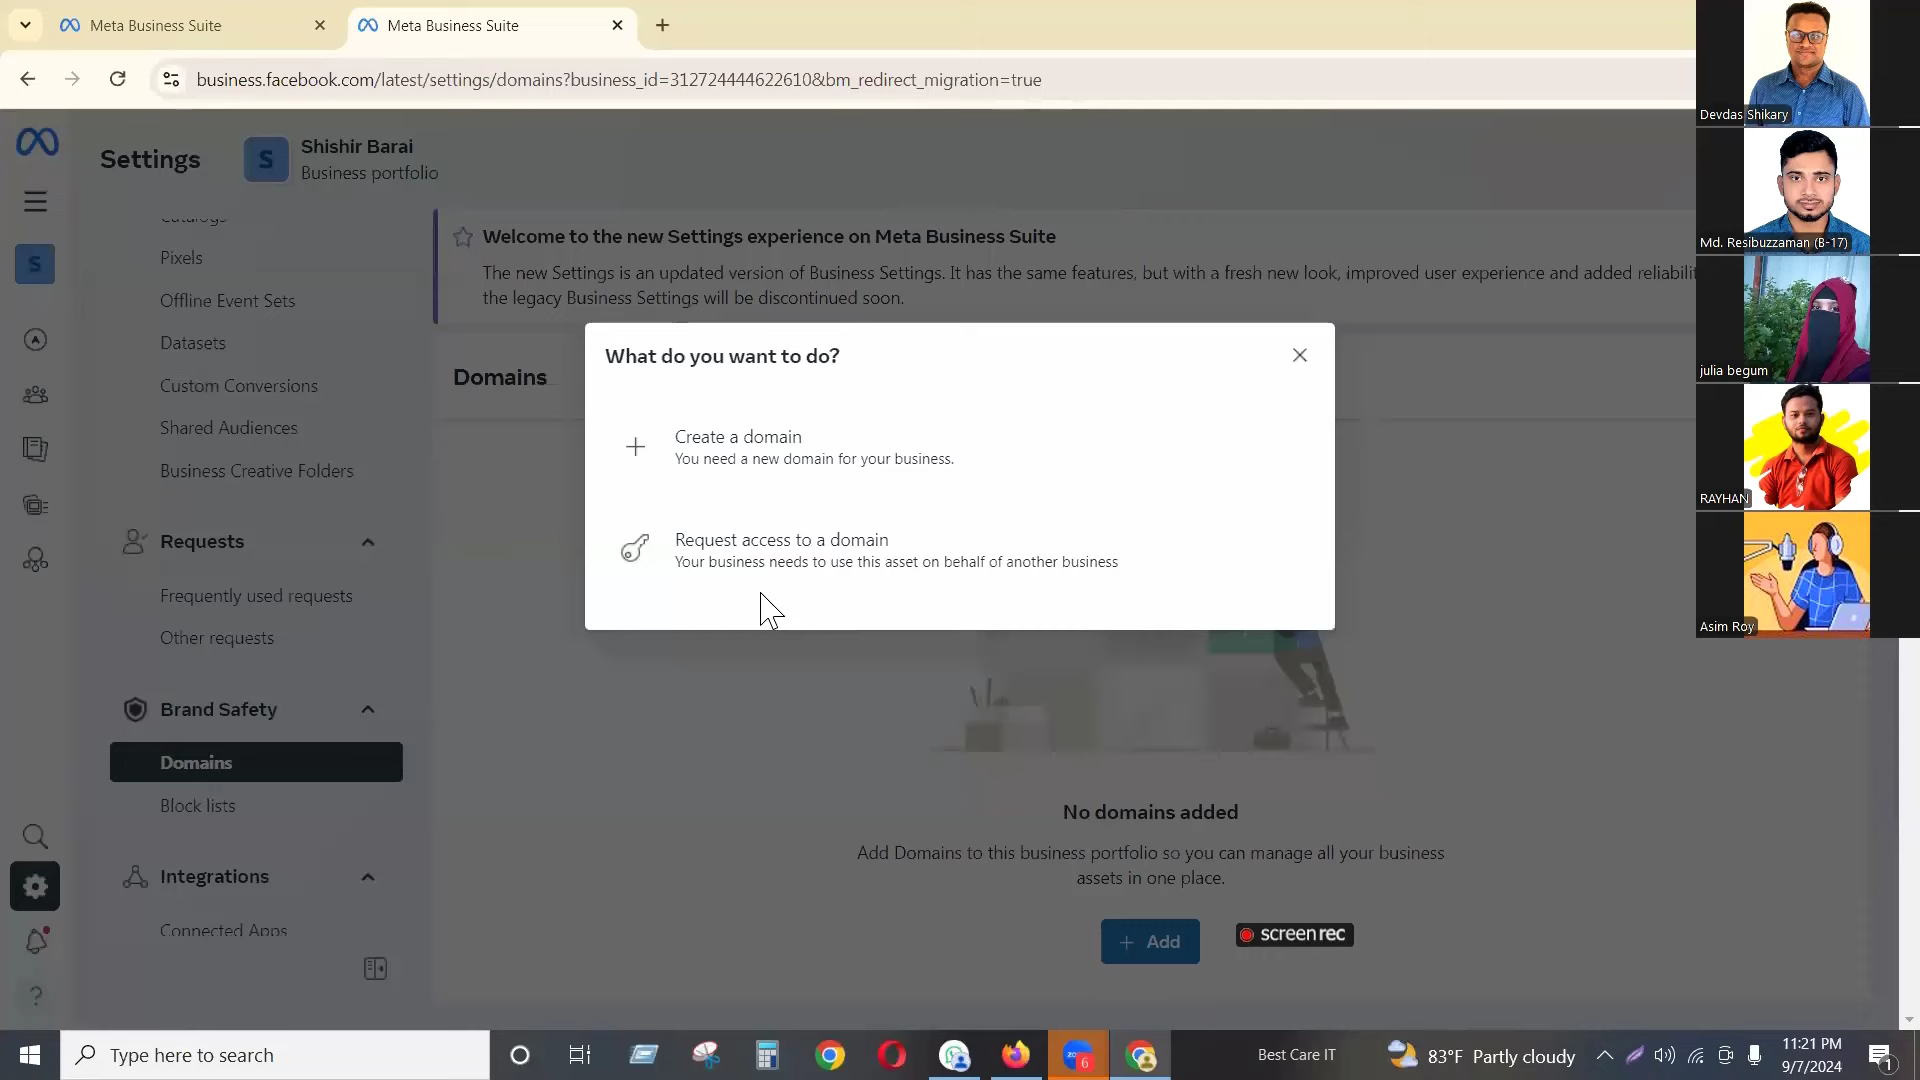 Meta Business Suite
Meta Business Suite
business.facebook.com/latest/settings/domains?business_id=312724444622610&bm_redirect_migration=true
Settings
S
Shishir Barai
Business portfolio
S
Catalogs
Pixels
Offline Event Sets
Datasets
Custom Conversions
Shared Audiences
Business Creative Folders
Requests
Frequently used requests
Other requests
Brand Safety
Domains
Block lists
Integrations
Connected Apps
Welcome to the new Settings experience on Meta Business Suite
The new Settings is an updated version of Business Settings. It has the same features, but with a fresh new look, improved user experience and added reliabilit
the legacy Business Settings will be discontinued soon.
Domains
What do you want to do?
Create a domain
You need a new domain for your business.
Request access to a domain
Your business needs to use this asset on behalf of another business
No domains added
Add Domains to this business portfolio so you can manage all your business
assets in one place.
+ Add
screenrec
Devdas Shikary
Md. Resibuzzaman (B-17)
julia begum
RAYHAN
Asim Roy
Type here to search
zoom
6
Best Care IT
83°F Partly cloudy
11:21 PM
9/7/2024
1